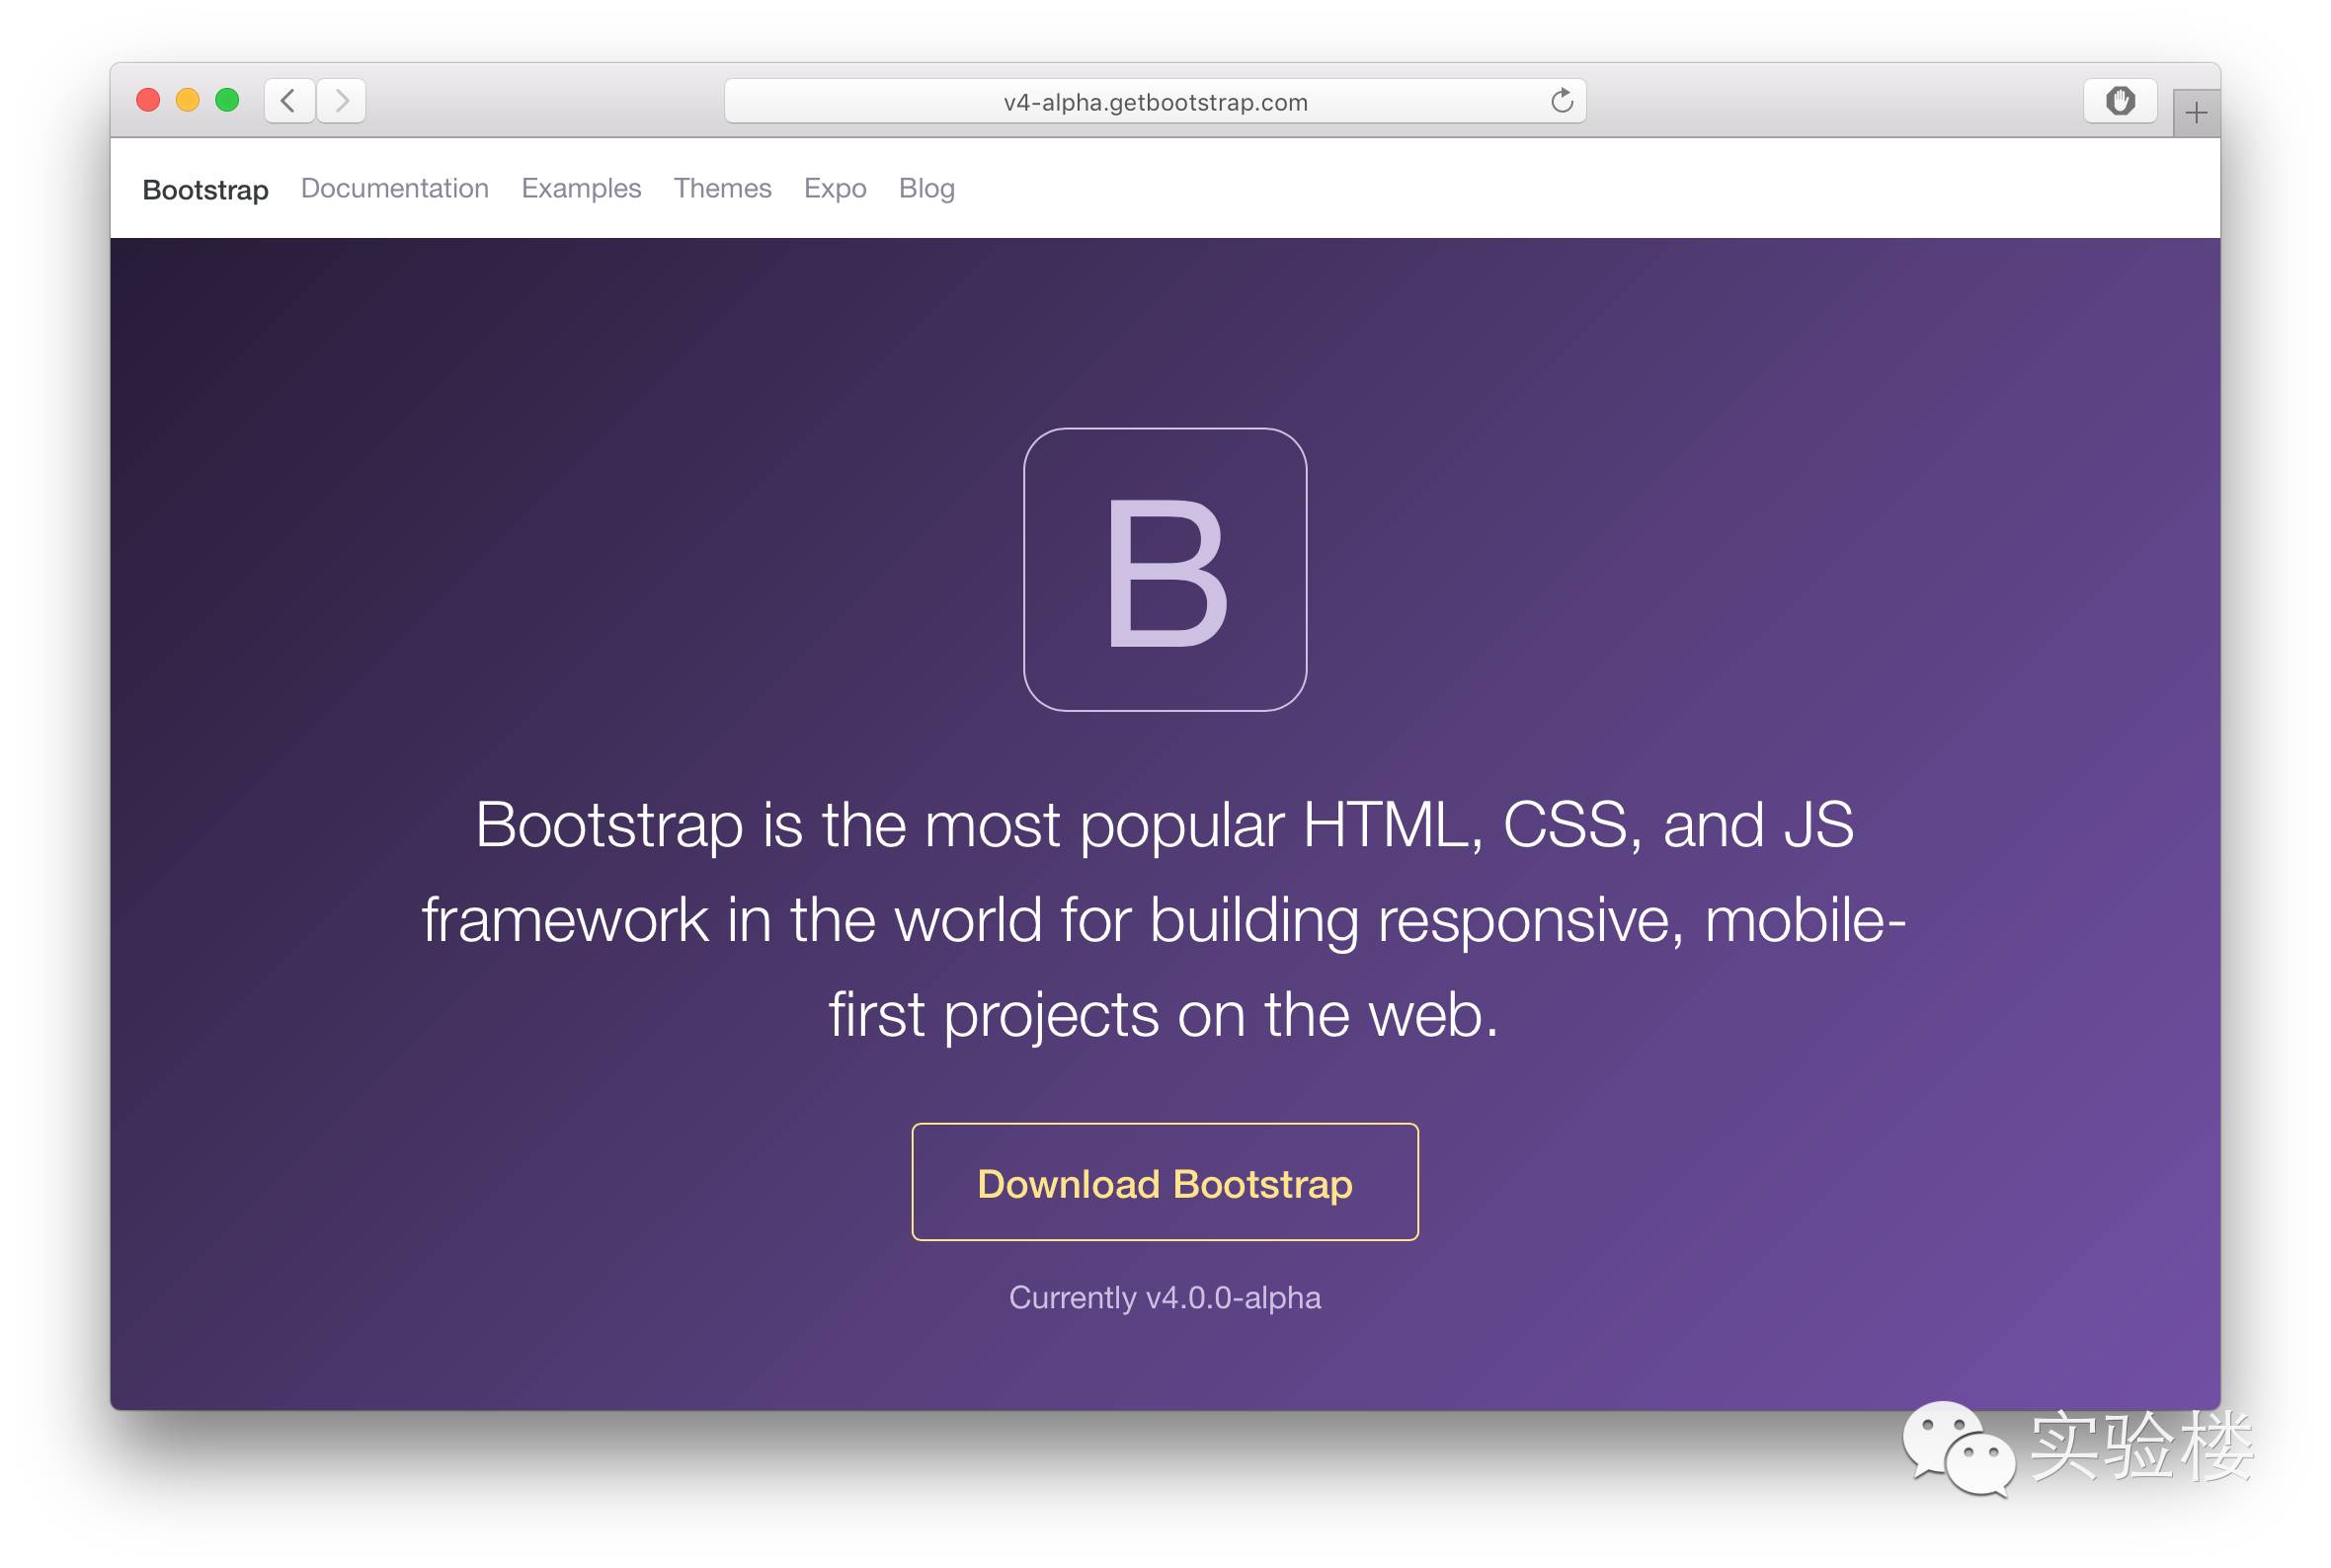 v4-alpha.getbootstrap.com
Bootstrap Documentation Examples Themes Expo Blog
B
Bootstrap is the most popular HTML, CSS, and JS
framework in the world for building responsive, mobile-
first projects on the web.
Download Bootstrap
Currently v4.0.0-alpha
实验楼